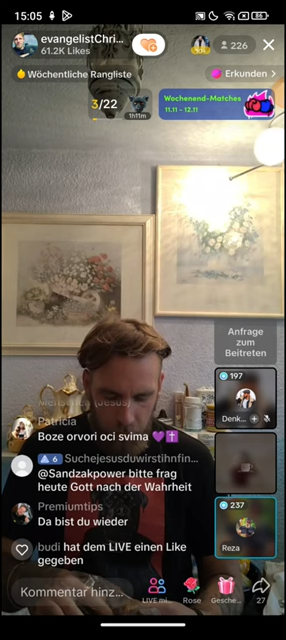 15:05
86
evangelistChri...
61.2K Likes
226
Wöchentliche Rangliste
Erkunden >
3/22
1h11m
Wochenend-Matches
11.11 - 12.11
Anfrage
zum
Beitreten
197
Denk...
237
Reza
Patricia
Boze orvori oci svima
6 Suchejesusduwirstihnfin...
@Sandzakpower bitte frag
heute Gott nach der Wahrheit
Premiumtips
Da bist du wieder
budi hat dem LIVE einen Like
gegeben
Kommentar hinz...
LIVE mi...
Rose
Gesche...
27